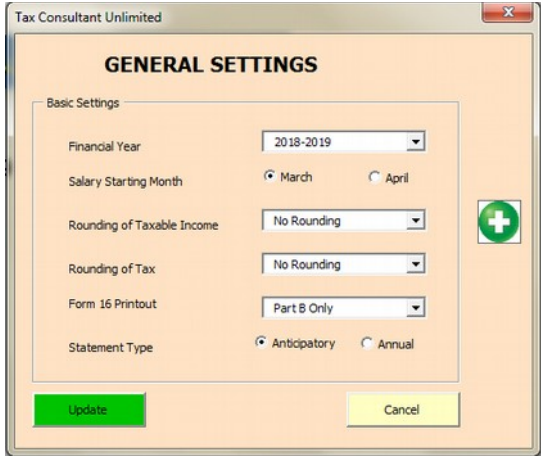 Tax Consultant Unlimited
GENERAL SETTINGS
Basic Settings
Financial Year 2018-2019
Salary Starting Month March April
Rounding of Taxable Income No Rounding
Rounding of Tax No Rounding
Form 16 Printout Part B Only
Statement Type Anticipatory Annual
Update Cancel